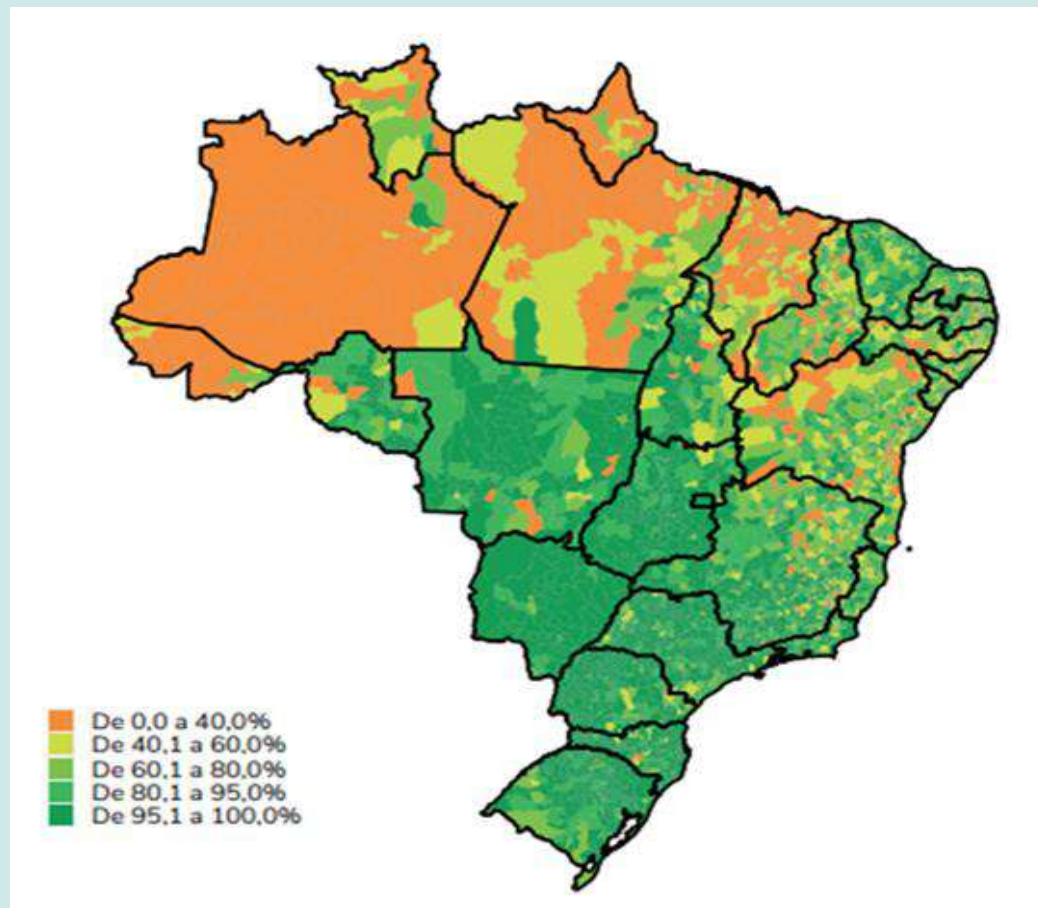 De 0,0 a 40,0%
De 40,1 a 60,0%
De 60,1 a 80,0%
De 80,1 a 95,0%
De 95,1 a 100,0%